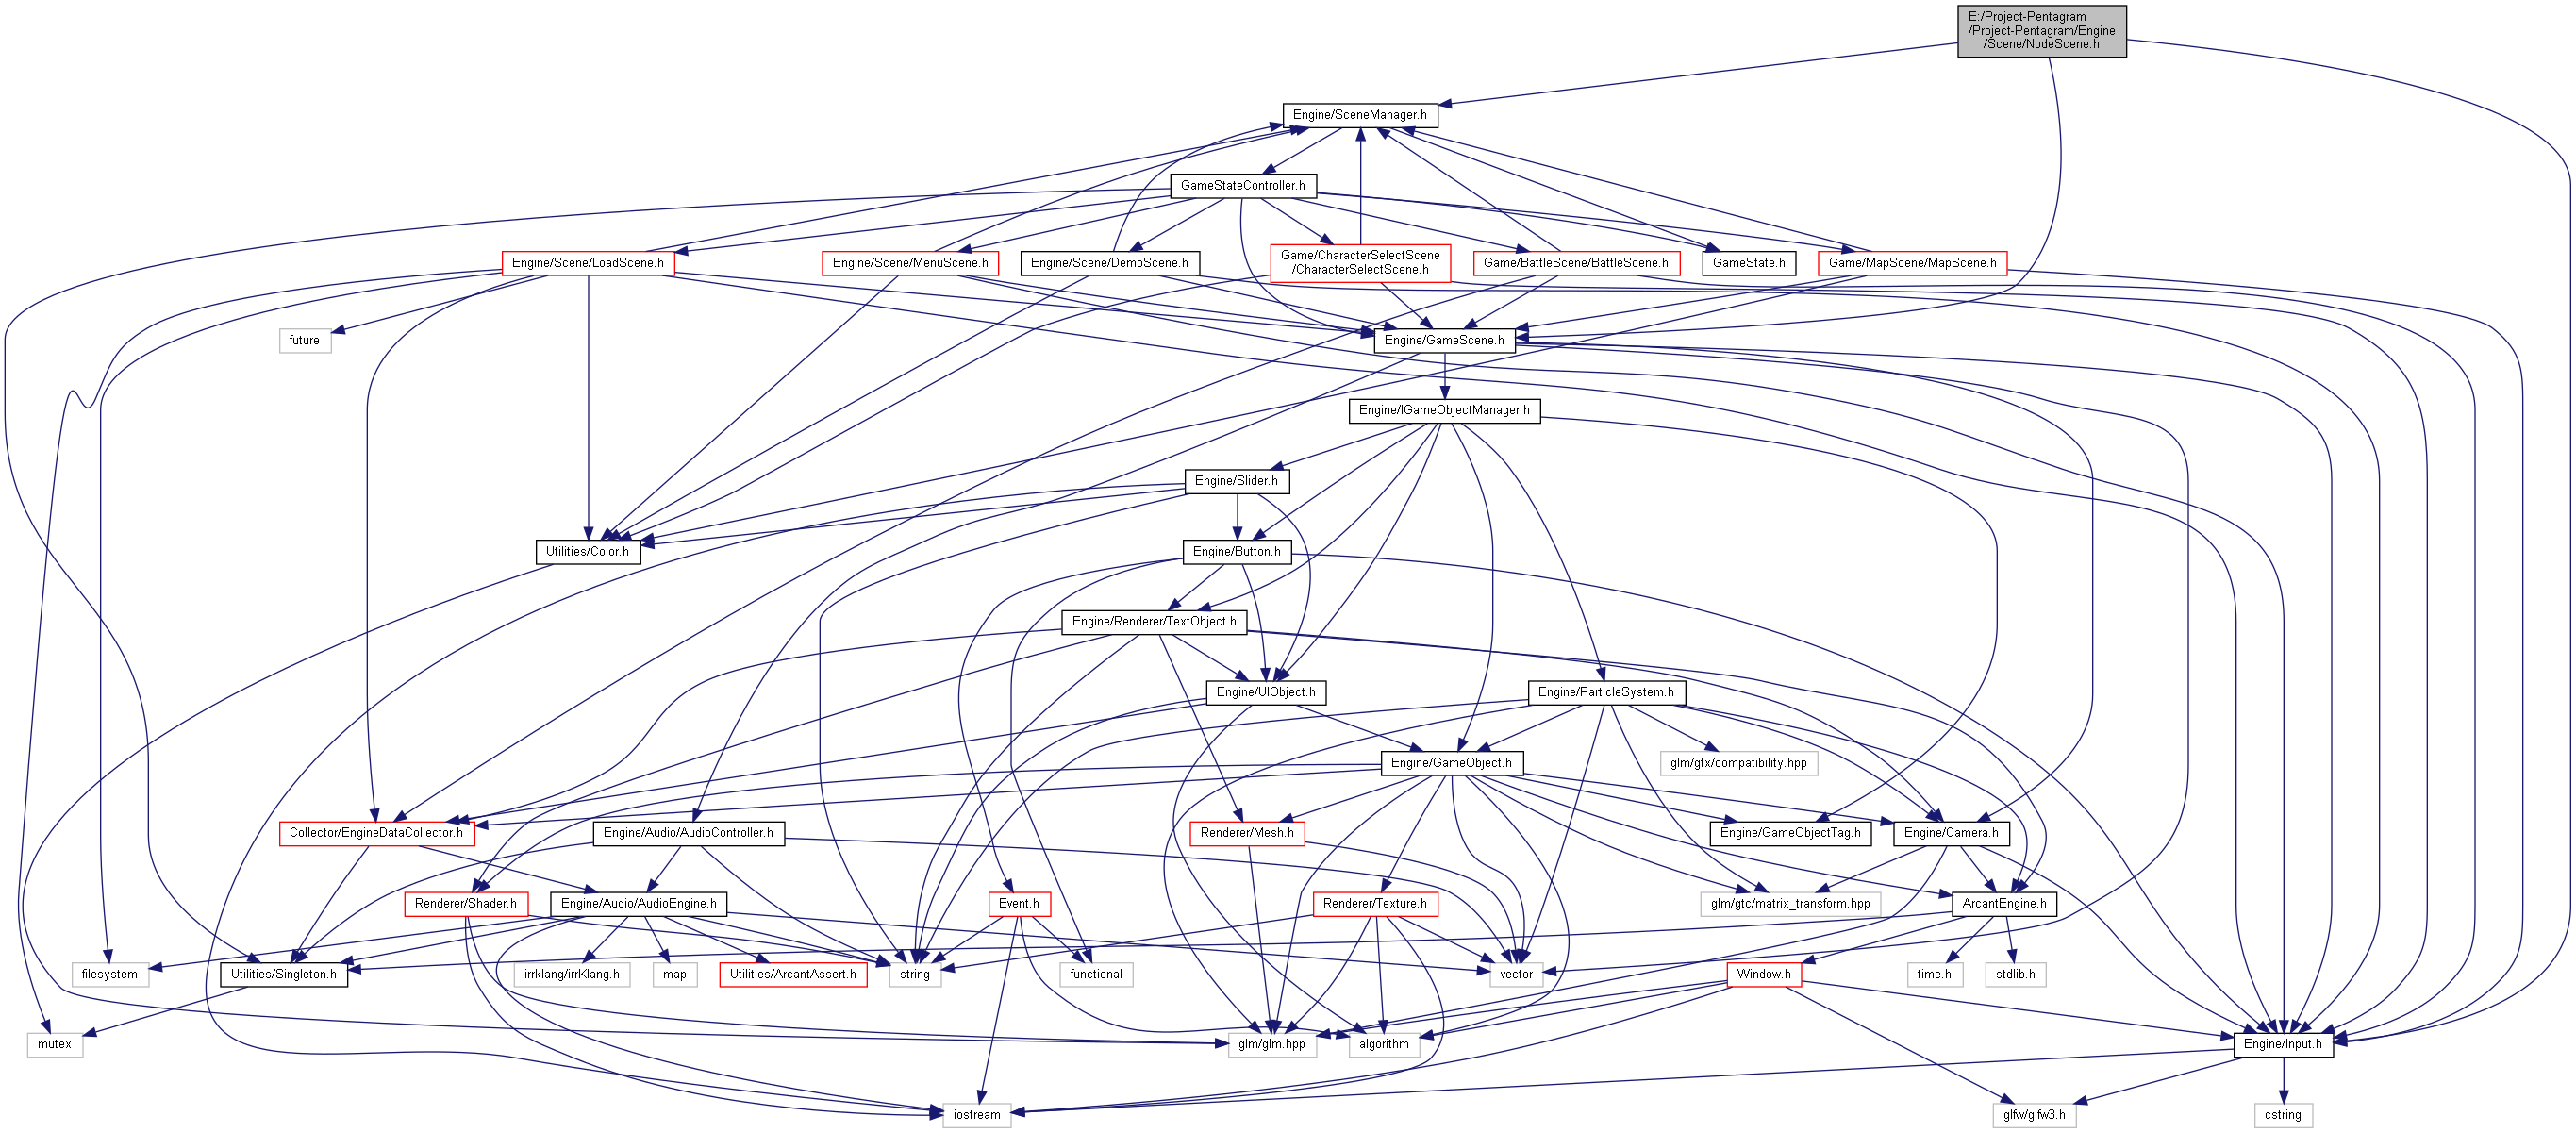 E:/Project-Pentagram
/Project-Pentagram/Engine
/Scene/NodeScene.h
Engine/SceneManager.h
GameStateController.h
Engine/Scene/LoadScene.h
Engine/Scene/MenuScene.h
Engine/Scene/DemoScene.h
Game/CharacterSelectScene
/CharacterSelectScene.h
Game/BattleScene/BattleScene.h
GameState.h
Game/MapScene/MapScene.h
future
Engine/GameScene.h
Engine/IGameObjectManager.h
Engine/Slider.h
Utilities/Color.h
Engine/Button.h
Engine/Renderer/TextObject.h
Engine/UIObject.h
Engine/ParticleSystem.h
Engine/GameObject.h
glm/gtx/compatibility.hpp
Collector/EngineDataCollector.h
Engine/Audio/AudioController.h
Renderer/Mesh.h
Engine/GameObjectTag.h
Engine/Camera.h
Renderer/Shader.h
Engine/Audio/AudioEngine.h
Event.h
Renderer/Texture.h
glm/gtc/matrix_transform.hpp
ArcantEngine.h
filesystem
Utilities/Singleton.h
irrklang/irrKlang.h
map
Utilities/ArcantAssert.h
string
functional
vector
Window.h
time.h
stdlib.h
mutex
glm/glm.hpp
algorithm
Engine/Input.h
iostream
glfw/glfw3.h
cstring